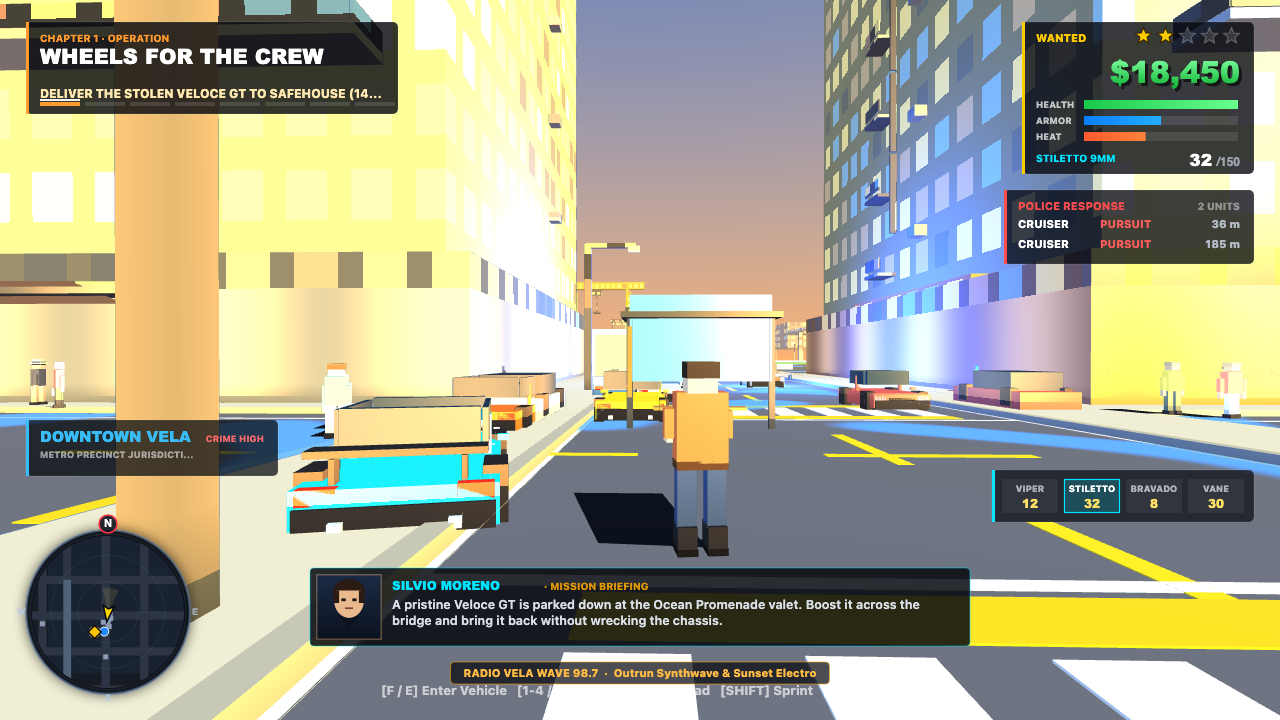 CHAPTER 1 · OPERATION
WHEELS FOR THE CREW
DELIVER THE STOLEN VELOCE GT TO SAFEHOUSE (14...
WANTED
$18,450
HEALTH
ARMOR
HEAT
STILETTO 9MM 32 /150
POLICE RESPONSE 2 UNITS
CRUISER PURSUIT 36 m
CRUISER PURSUIT 185 m
DOWNTOWN VELA CRIME HIGH
METRO PRECINCT JURISDICTI...
VIPER STILETTO BRAVADO VANE
12 32 8 30
N
E
SILVIO MORENO · MISSION BRIEFING
A pristine Veloce GT is parked down at the Ocean Promenade valet. Boost it across the
bridge and bring it back without wrecking the chassis.
RADIO VELA WAVE 98.7 · Outrun Synthwave & Sunset Electro
[F / E] Enter Vehicle [1-4 / ad [SHIFT] Sprint